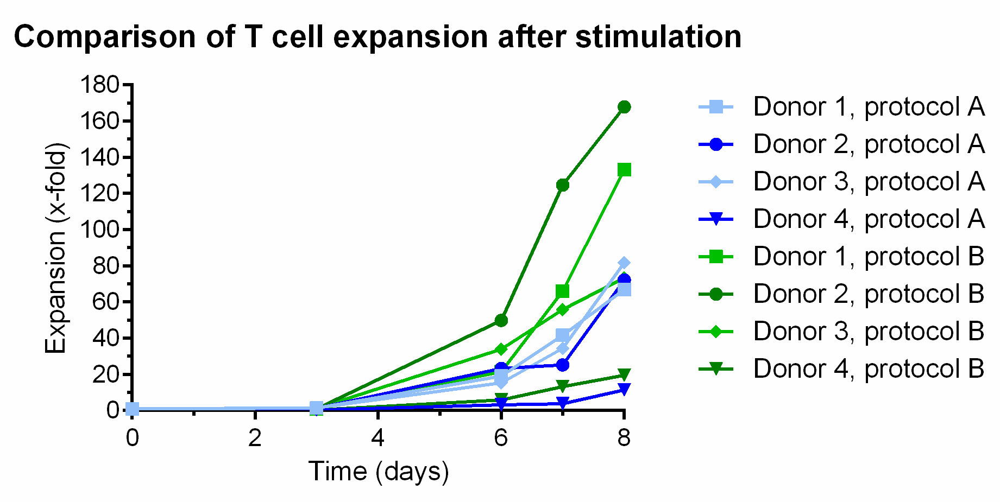 Comparison of T cell expansion after stimulation
180
160
140
120
100
80
60
40
20
0
Expansion (x-fold)
0 2 4 6 8
Time (days)
Donor 1, protocol A
Donor 2, protocol A
Donor 3, protocol A
Donor 4, protocol A
Donor 1, protocol B
Donor 2, protocol B
Donor 3, protocol B
Donor 4, protocol B